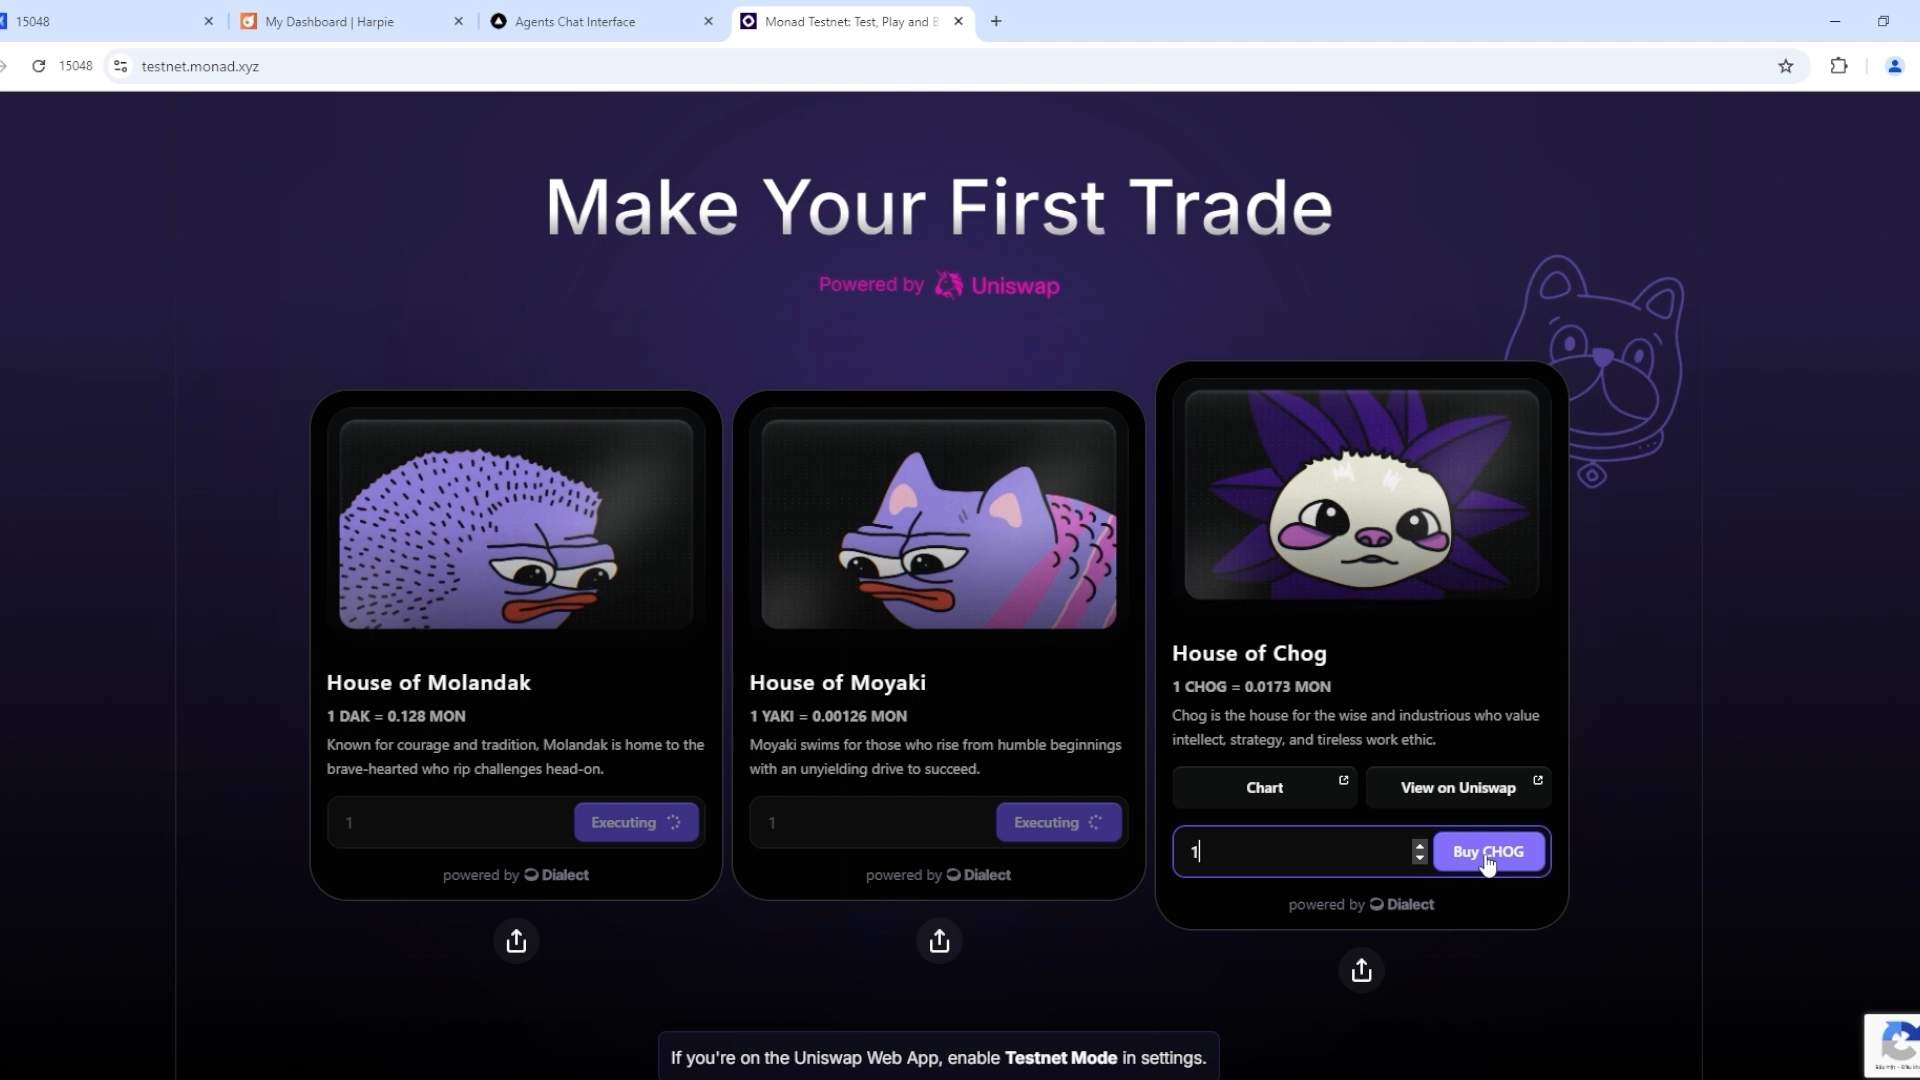 15048
My Dashboard | Harpie
Agents Chat Interface
Monad Testnet: Test, Play and B
15048
testnet.monad.xyz
Make Your First Trade
Powered by Uniswap
House of Molandak
1 DAK = 0.128 MON
Known for courage and tradition, Molandak is home to the
brave-hearted who rip challenges head-on.
1
Executing
powered by Dialect
House of Moyaki
1 YAKI = 0.00126 MON
Moyaki swims for those who rise from humble beginnings
with an unyielding drive to succeed.
1
Executing
powered by Dialect
House of Chog
1 CHOG = 0.0173 MON
Chog is the house for the wise and industrious who value
intellect, strategy, and tireless work ethic.
Chart
View on Uniswap
1
Buy CHOG
powered by Dialect
If you're on the Uniswap Web App, enable Testnet Mode in settings.